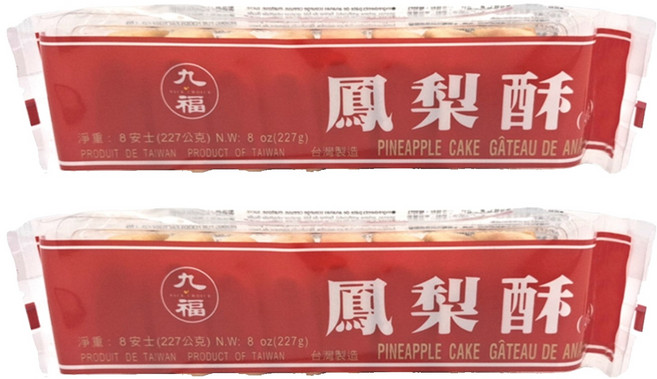 九
福
鳳梨酥
淨重：8安士(227公克) N.W: 8 oz(227g)
PRODUIT DE TAIWAN PRODUCT OF TAIWAN 台灣製造
PINEAPPLE CAKE GÂTEAU DE AN
九
福
鳳梨酥
淨重：8安士(227公克) N.W: 8 oz(227g)
PRODUIT DE TAIWAN PRODUCT OF TAIWAN 台灣製造
PINEAPPLE CAKE GÂTEAU DE AN